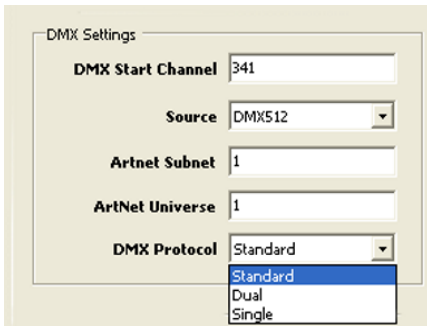 DMX Settings
DMX Start Channel 341
Source DMX512
Artnet Subnet 1
ArtNet Universe 1
DMX Protocol Standard
Standard
Dual
Single